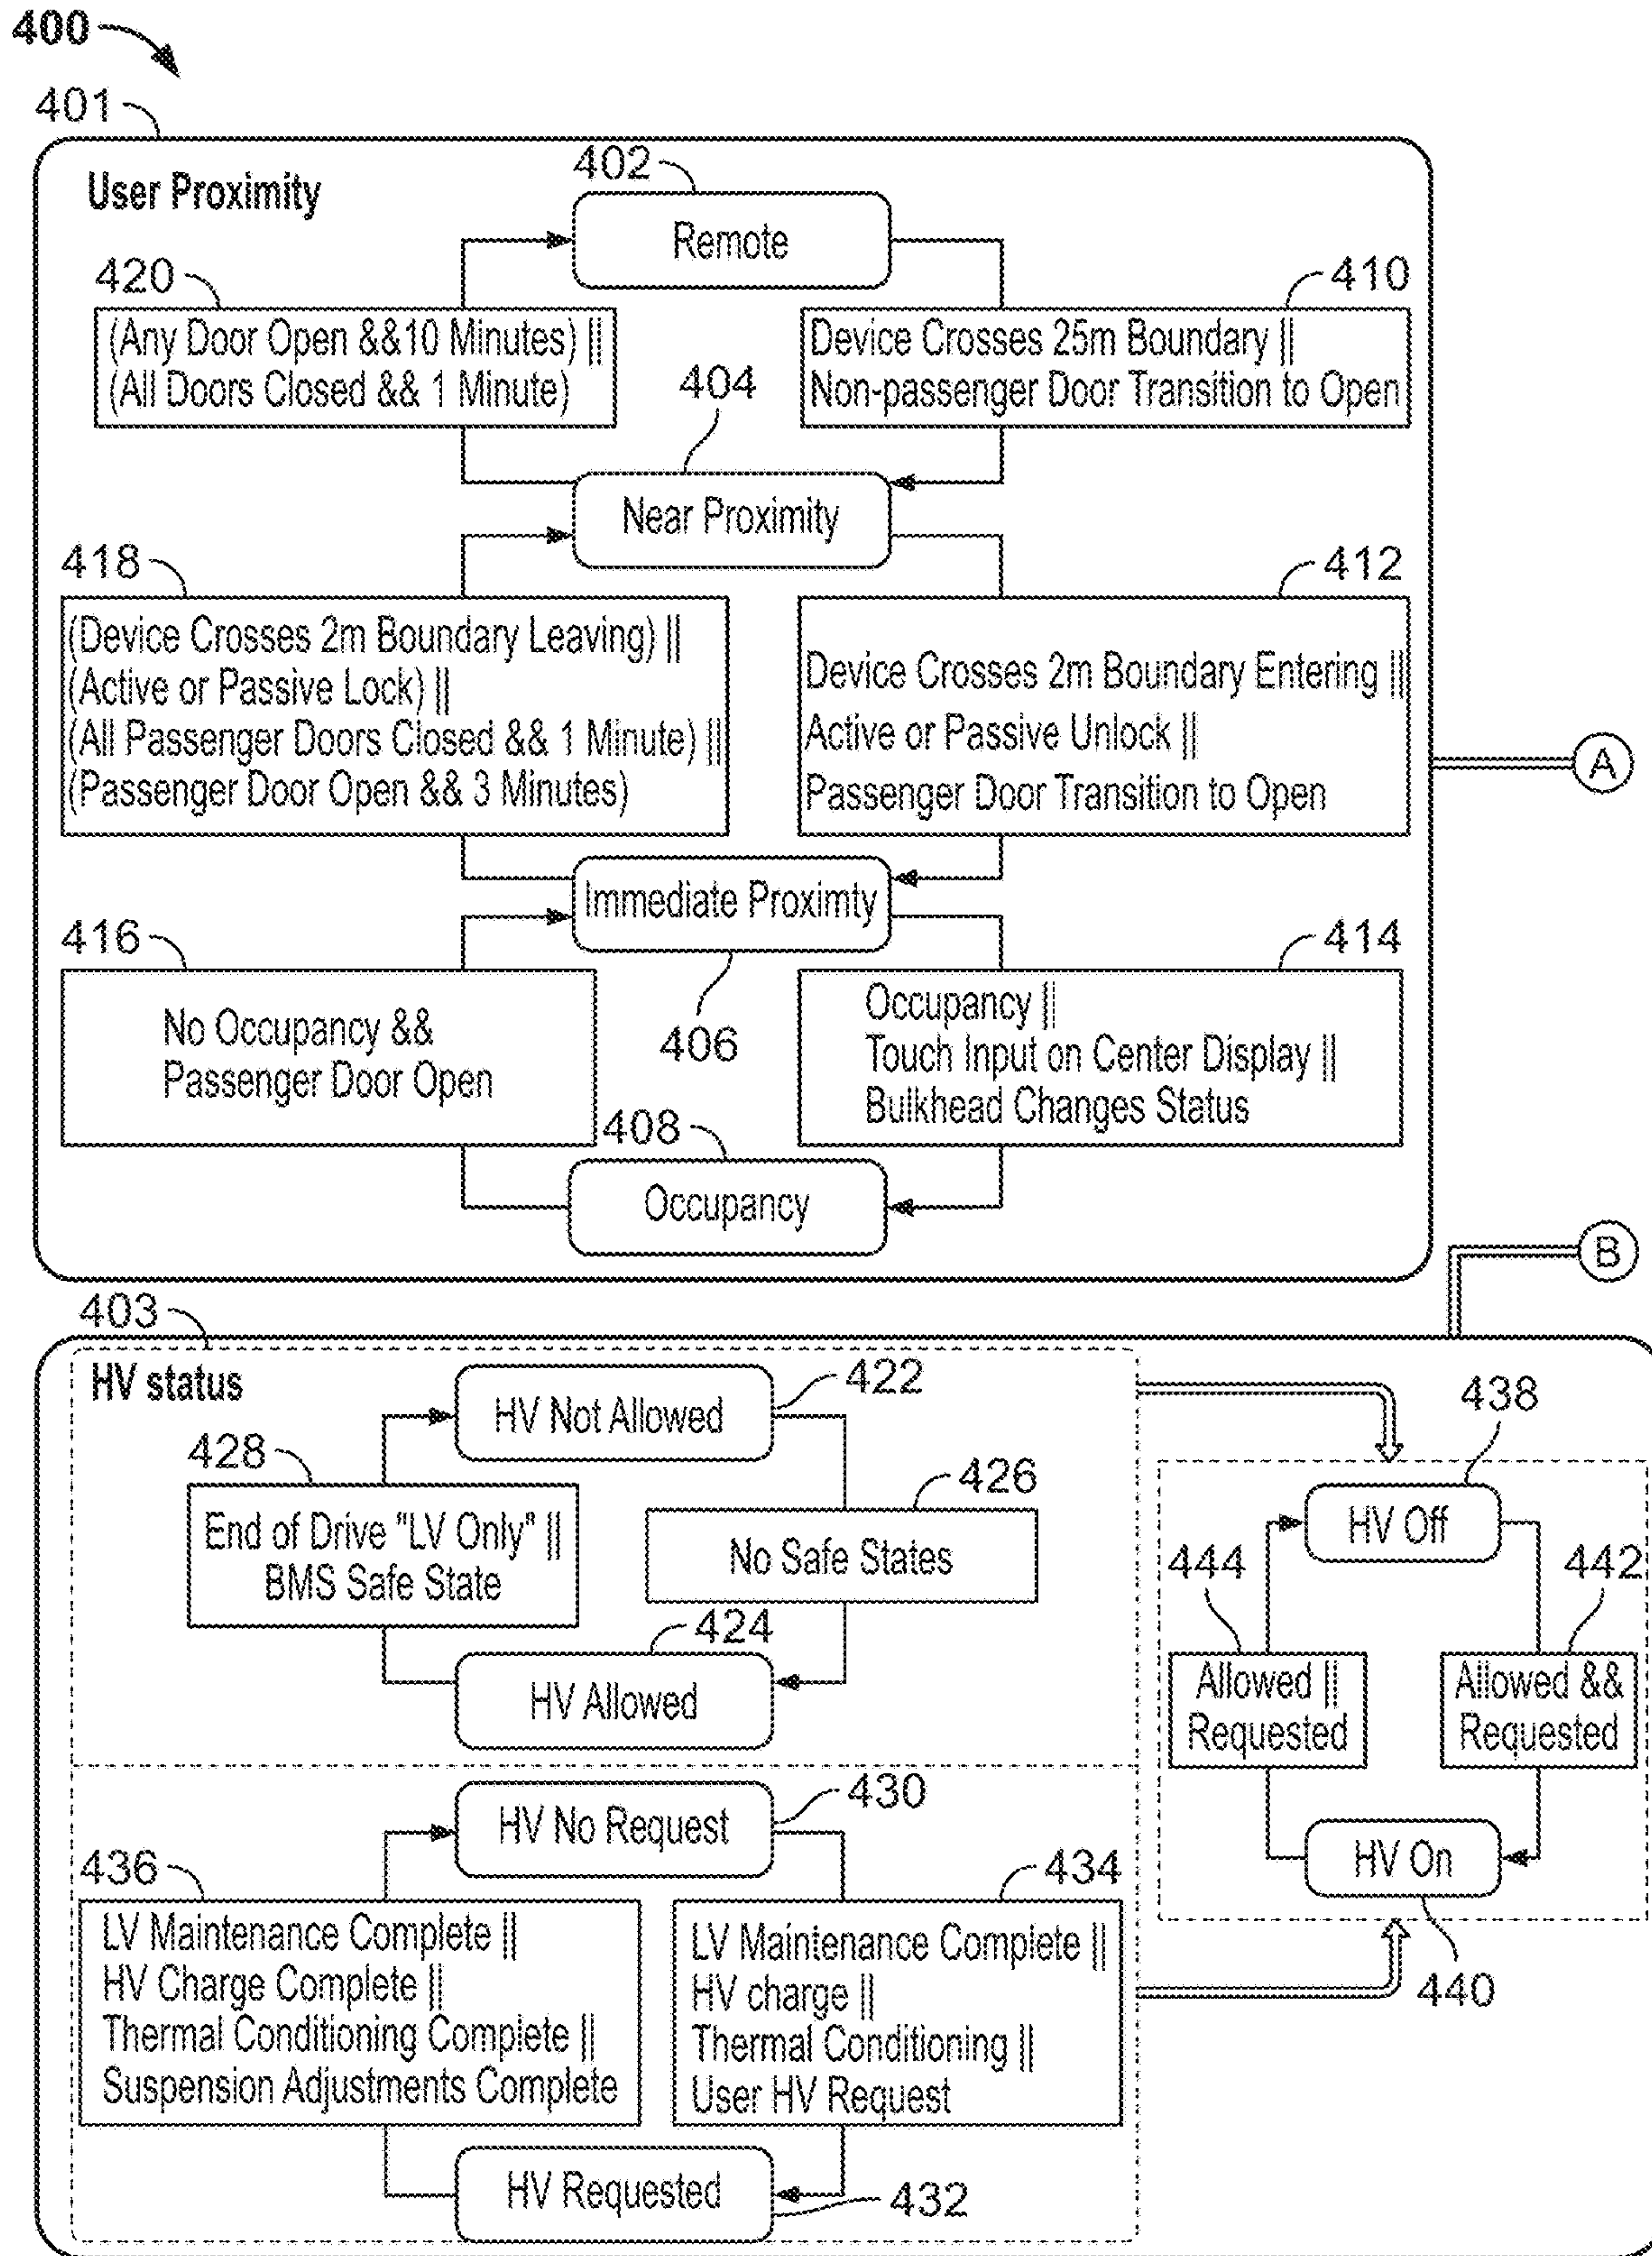 400
401
User Proximity
402
Remote
420
(Any Door Open &&10 Minutes) ||
(All Doors Closed && 1 Minute)
410
Device Crosses 25m Boundary ||
Non-passenger Door Transition to Open
404
Near Proximity
418
(Device Crosses 2m Boundary Leaving) ||
(Active or Passive Lock) ||
(All Passenger Doors Closed && 1 Minute) ||
(Passenger Door Open && 3 Minutes)
412
Device Crosses 2m Boundary Entering ||
Active or Passive Unlock ||
Passenger Door Transition to Open
A
Immediate Proximty
406
416
No Occupancy &&
Passenger Door Open
414
Occupancy ||
Touch Input on Center Display ||
Bulkhead Changes Status
408
Occupancy
B
403
HV status
HV Not Allowed
422
428
End of Drive "LV Only" ||
BMS Safe State
426
No Safe States
424
HV Allowed
438
HV Off
444
Allowed ||
Requested
442
Allowed &&
Requested
HV On
440
HV No Request
430
436
LV Maintenance Complete ||
HV Charge Complete ||
Thermal Conditioning Complete ||
Suspension Adjustments Complete
434
LV Maintenance Complete ||
HV charge ||
Thermal Conditioning ||
User HV Request
HV Requested
432